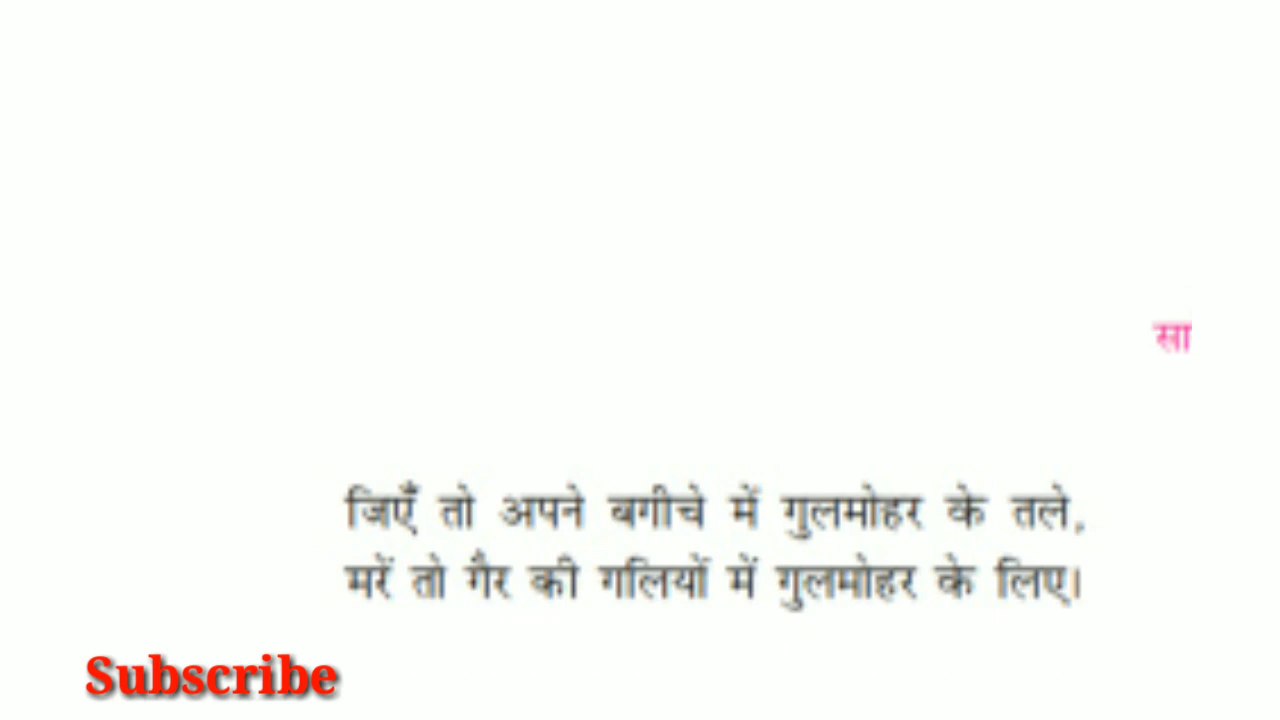 सा
जिएँ तो अपने बगीचे में गुलमोहर के तले,
मरें तो गैर की गलियों में गुलमोहर के लिए।
Subscribe